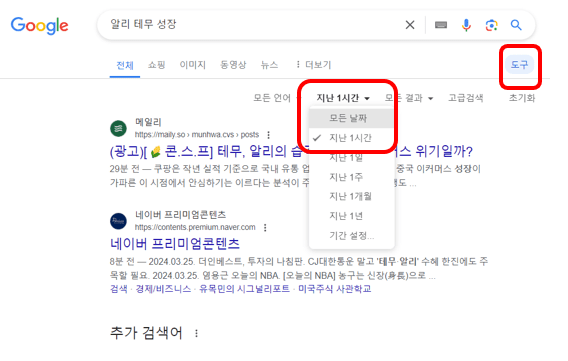 Google
알리 테무 성장
전체 쇼핑 이미지 동영상 뉴스 더보기 도구
모든 언어 지난 1시간 모든 결과 고급검색 초기화
모든 날짜
지난 1시간
지난 1일
지난 1주
지난 1개월
지난 1년
기간 설정...
메일리
https://maily.so › munhwa.cvs › posts
(광고)[🌽콘.스.프] 테무, 알리의 습 스 위기일까?
29분 전 — 쿠팡은 작년 실적 기준으로 국내 유통 업 중국 이커머스 성장이
가파른 이 시점에서 안심하기는 이르다는 분석이 주 도 ...
네이버 프리미엄콘텐츠
https://contents.premium.naver.com
네이버 프리미엄콘텐츠
8분 전 — 2024.03.25. 더인베스트, 투자의 나침판. CJ대한통운 말고 '테무 알리' 수혜 한진에도 주
목할 필요. 2024.03.25. 염용근 오늘의 NBA. [오늘의 NBA] 농구는 신장(身長)으로 ...
검색 · 경제/비즈니스 · 유목민의 시그널리포트 · 미국주식 사관학교
추가 검색어